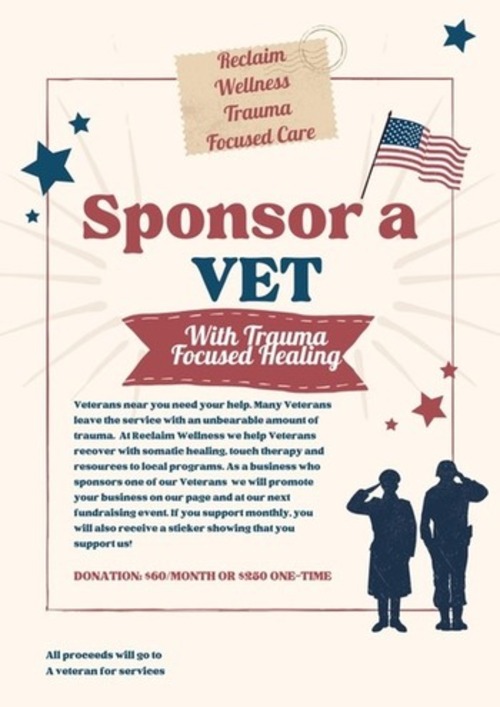 Reclaim
Wellness
Trauma
Focused Care
Sponsor a
VET
With Trauma
Focused Healing
Veterans near you need your help. Many Veterans
leave the service with an unbearable amount of
trauma. At Reclaim Wellness we help Veterans
recover with somatic healing, touch therapy and
resources to local programs. As a business who
sponsors one of our Veterans we will promote
your business on our page and at our next
fundraising event. If you support monthly, you
will also receive a sticker showing that you
support us!
DONATION: $60/MONTH OR $250 ONE-TIME
All proceeds will go to
A veteran for services